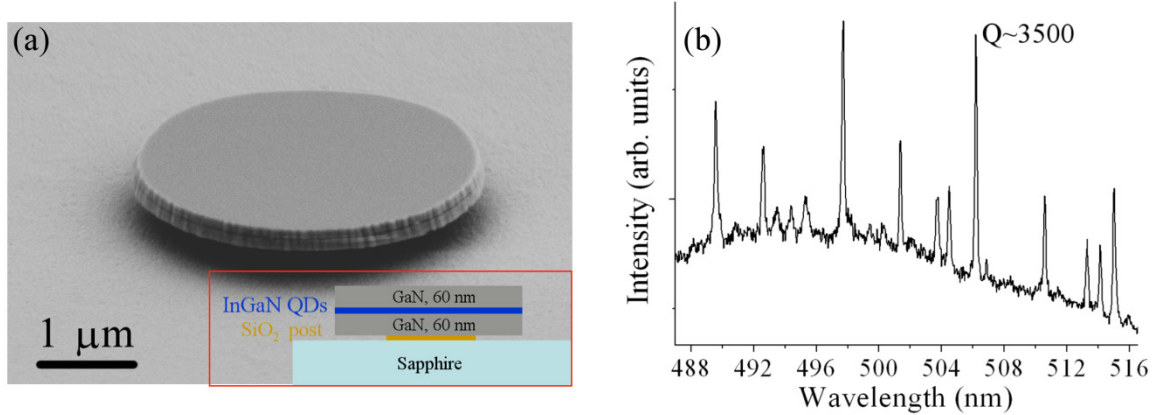 (a)
InGaN QDs
SiO₂ post
GaN, 60 nm
GaN, 60 nm
Sapphire
1 μm
(b)
Q~3500
Intensity (arb. units)
488 492 496 500 504 508 512 516
Wavelength (nm)